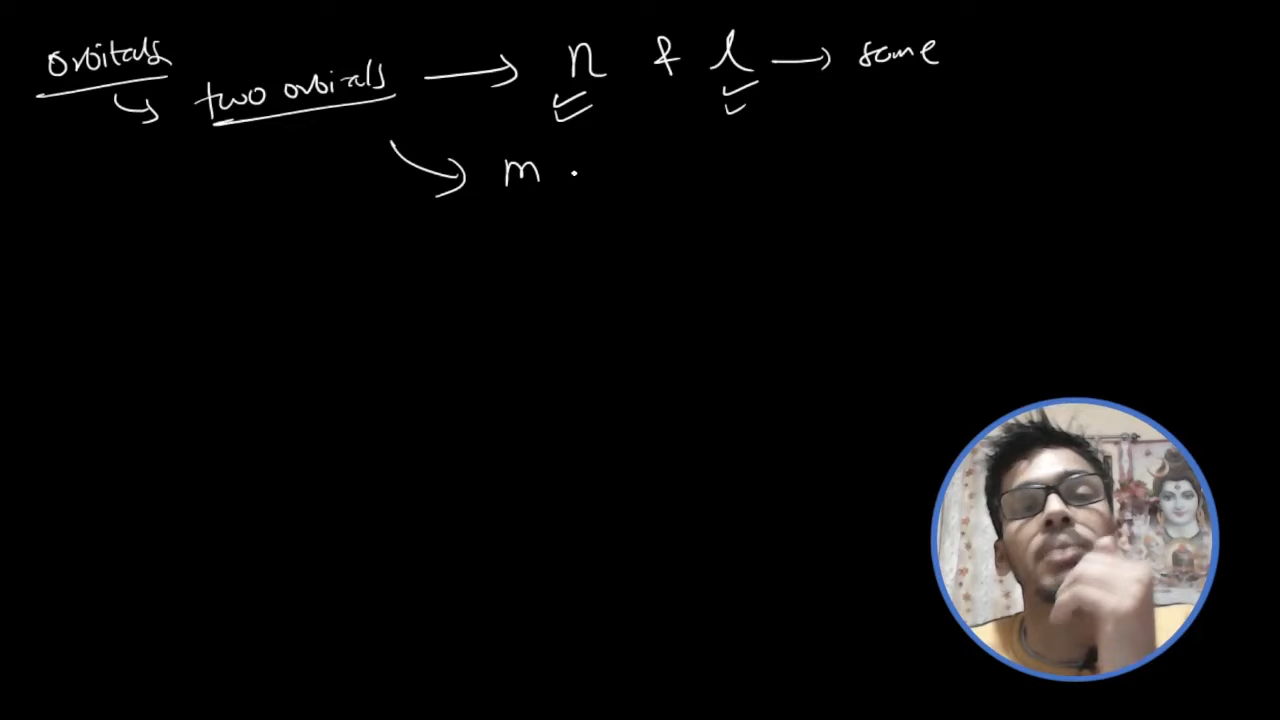 orbitals
↳ two orbitals → n & l → same
↘ m .